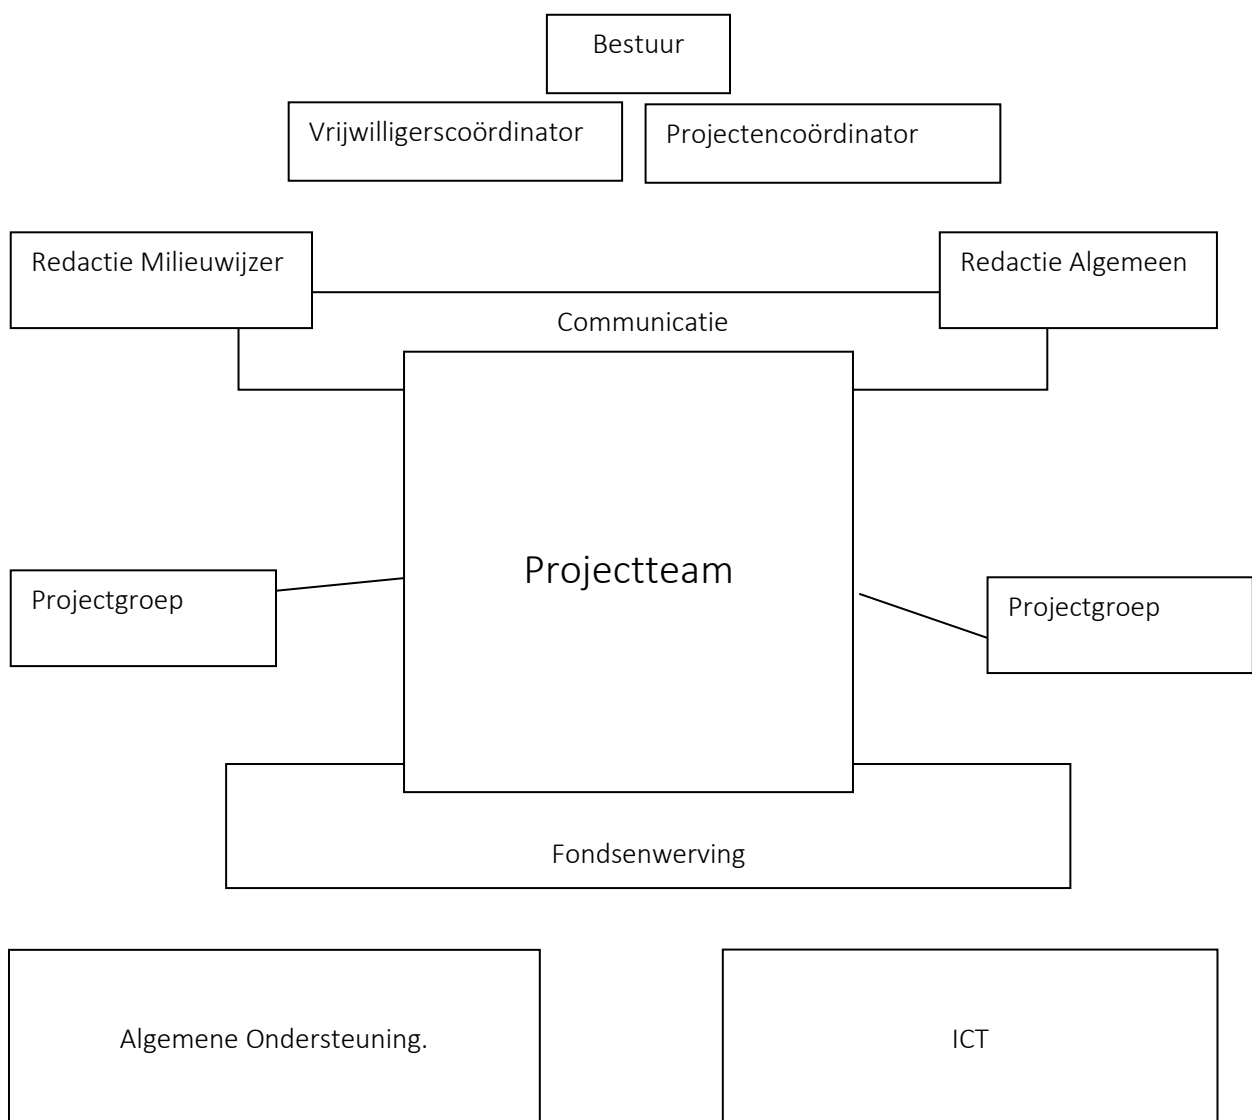 Bestuur
Vrijwilligerscoördinator
Projectencoördinator
Redactie Milieuwijzer
Redactie Algemeen
Communicatie
Projectteam
Projectgroep
Projectgroep
Fondsenwerving
Algemene Ondersteuning.
ICT